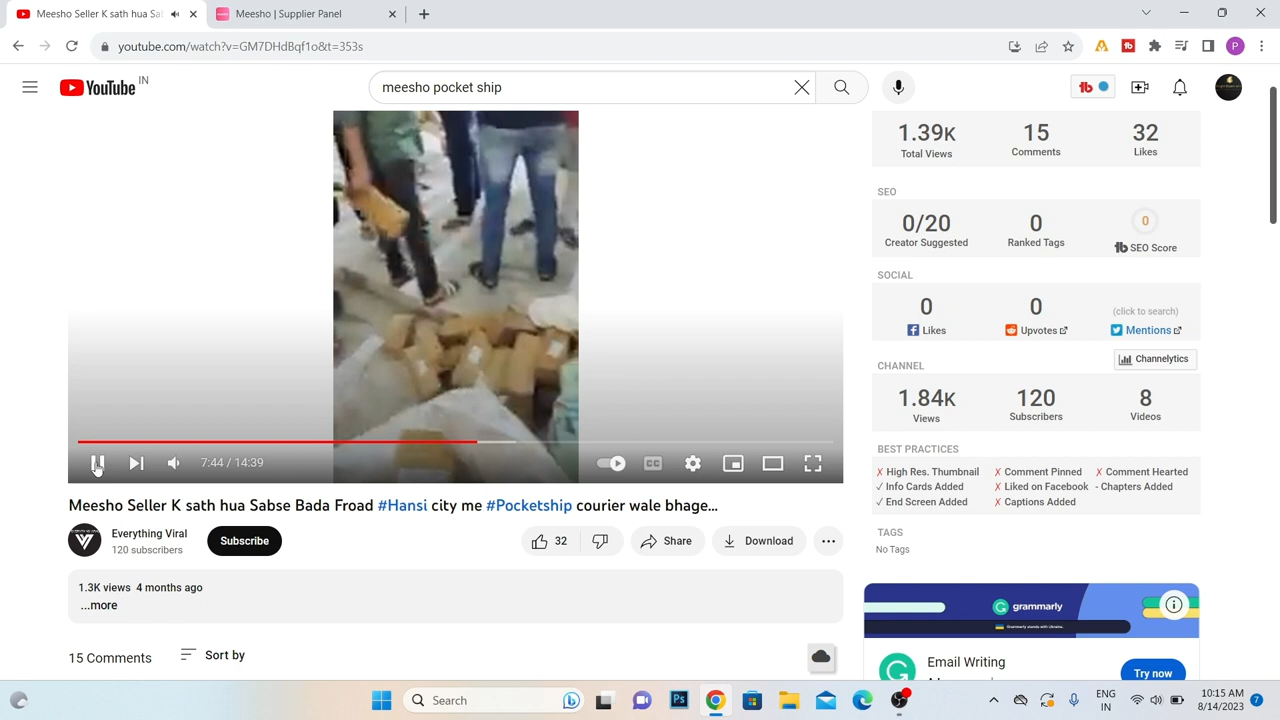 Meesho Seller K sath hua Sal
Meesho | Supplier Panel
youtube.com/watch?v=GM7DHdBqf1o&t=353s
YouTube IN
meesho pocket ship
1.39K 15 32
Total Views Comments Likes
SEO
0/20 0 0
Creator Suggested Ranked Tags tb SEO Score
SOCIAL
0 0 (click to search)
Likes Upvotes Mentions
CHANNEL Channelytics
1.84K 120 8
Views Subscribers Videos
7:44 / 14:39
BEST PRACTICES
✗ High Res. Thumbnail ✗ Comment Pinned ✗ Comment Hearted
✓ Info Cards Added ✗ Liked on Facebook - Chapters Added
✓ End Screen Added ✗ Captions Added
TAGS
No Tags
Meesho Seller K sath hua Sabse Bada Froad #Hansi city me #Pocketship courier wale bhage...
Everything Viral
120 subscribers
Subscribe
32
Share
Download
1.3K views 4 months ago
...more
15 Comments Sort by
grammarly
Email Writing
Try now
Search
ENG
IN
10:15 AM
8/14/2023
7